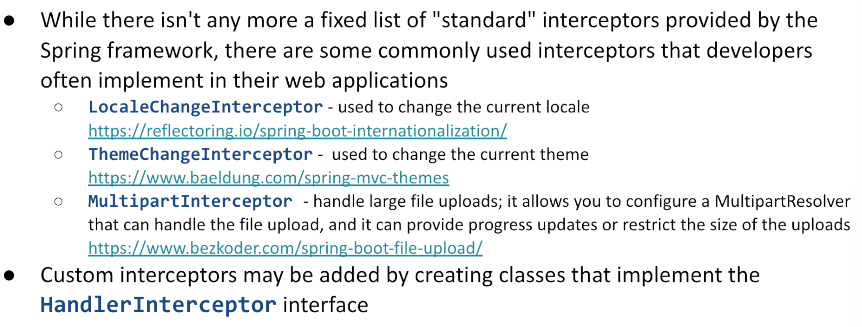 ● While there isn't any more a fixed list of "standard" interceptors provided by the
Spring framework, there are some commonly used interceptors that developers
often implement in their web applications
○ LocaleChangeInterceptor - used to change the current locale
https://reflectoring.io/spring-boot-internationalization/
○ ThemeChangeInterceptor - used to change the current theme
https://www.baeldung.com/spring-mvc-themes
○ MultipartInterceptor - handle large file uploads; it allows you to configure a MultipartResolver
that can handle the file upload, and it can provide progress updates or restrict the size of the uploads
https://www.bezkoder.com/spring-boot-file-upload/
● Custom interceptors may be added by creating classes that implement the
HandlerInterceptor interface